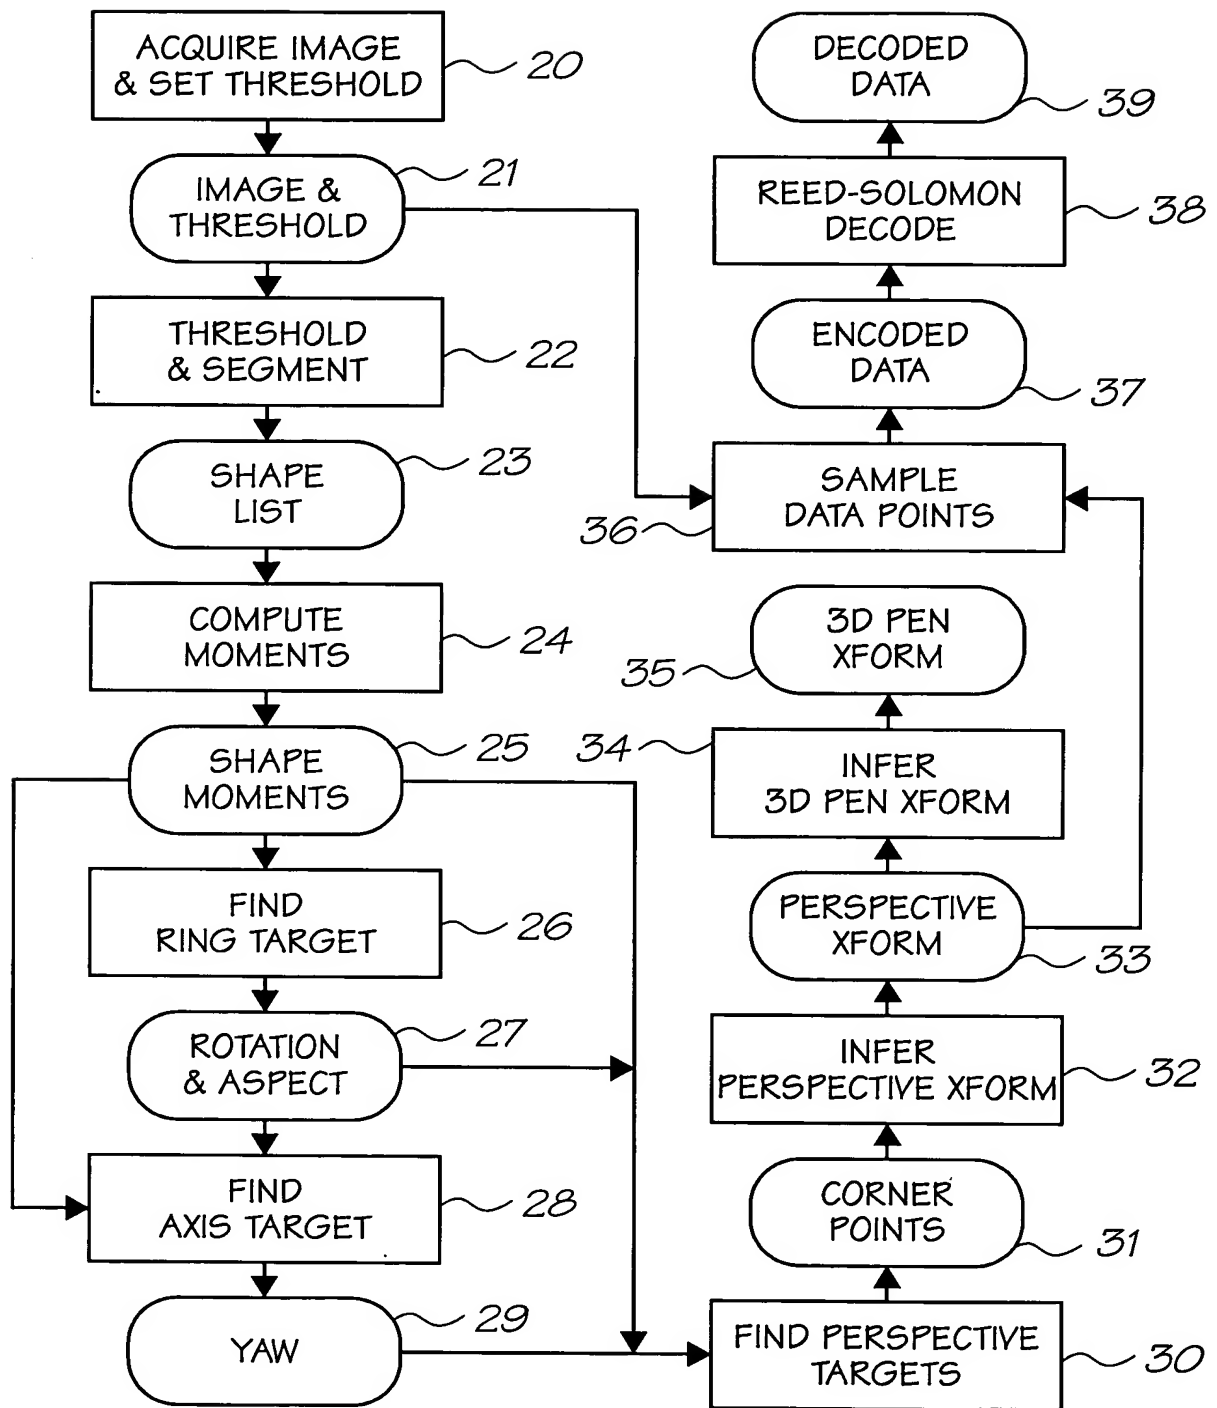 ACQUIRE IMAGE
& SET THRESHOLD
20
IMAGE &
THRESHOLD
21
THRESHOLD
& SEGMENT
22
SHAPE
LIST
23
COMPUTE
MOMENTS
24
SHAPE
MOMENTS
25
FIND
RING TARGET
26
ROTATION
& ASPECT
27
FIND
AXIS TARGET
28
YAW
29
DECODED
DATA
39
REED-SOLOMON
DECODE
38
ENCODED
DATA
37
SAMPLE
DATA POINTS
36
3D PEN
XFORM
35
INFER
3D PEN XFORM
34
PERSPECTIVE
XFORM
33
INFER
PERSPECTIVE XFORM
32
CORNER
POINTS
31
FIND PERSPECTIVE
TARGETS
30